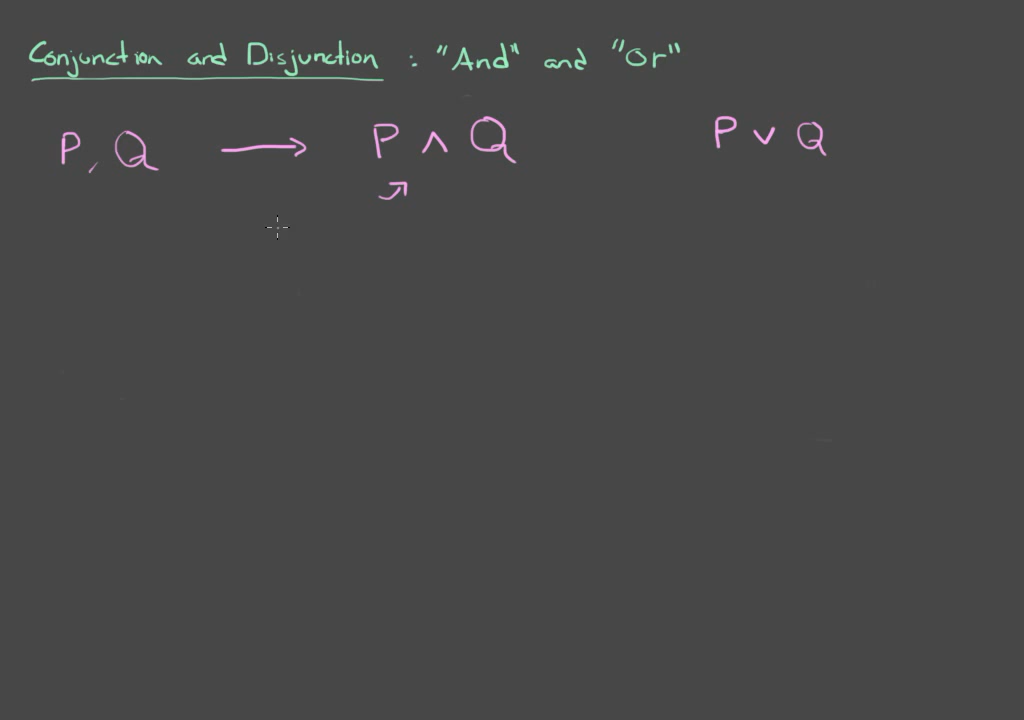 Conjunction and Disjunction : "And" and "Or"
P, Q ⟶ P ∧ Q P ∨ Q